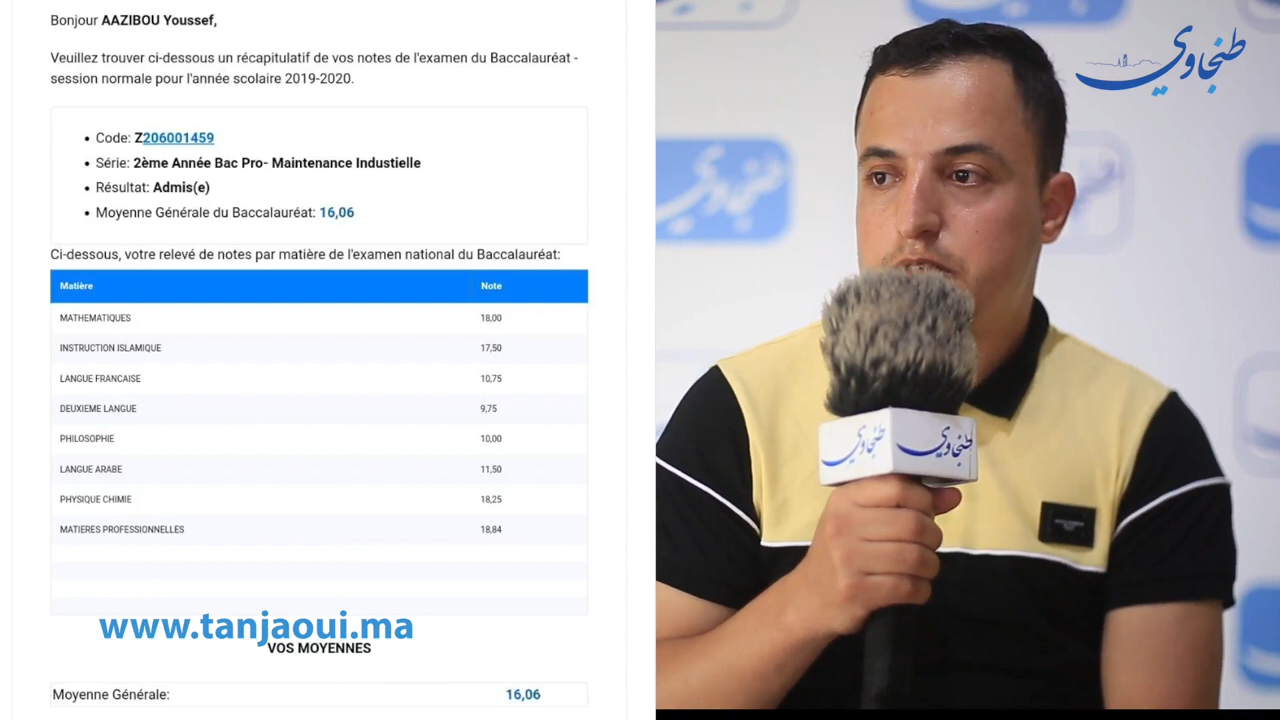 Bonjour AAZIBOU Youssef,
Veuillez trouver ci-dessous un récapitulatif de vos notes de l'examen du Baccalauréat -
session normale pour l'année scolaire 2019-2020.
• Code: Z206001459
• Série: 2ème Année Bac Pro- Maintenance Industielle
• Résultat: Admis(e)
• Moyenne Générale du Baccalauréat: 16,06
Ci-dessous, votre relevé de notes par matière de l'examen national du Baccalauréat:
Matière Note
MATHEMATIQUES 18,00
INSTRUCTION ISLAMIQUE 17,50
LANGUE FRANCAISE 10,75
DEUXIEME LANGUE 9,75
PHILOSOPHIE 10,00
LANGUE ARABE 11,50
PHYSIQUE CHIMIE 18,25
MATIERES PROFESSIONNELLES 18,84
www.tanjaoui.ma
VOS MOYENNES
Moyenne Générale: 16,06
طنجاوي
طنجاوي
طنجاوي
طنجاوي